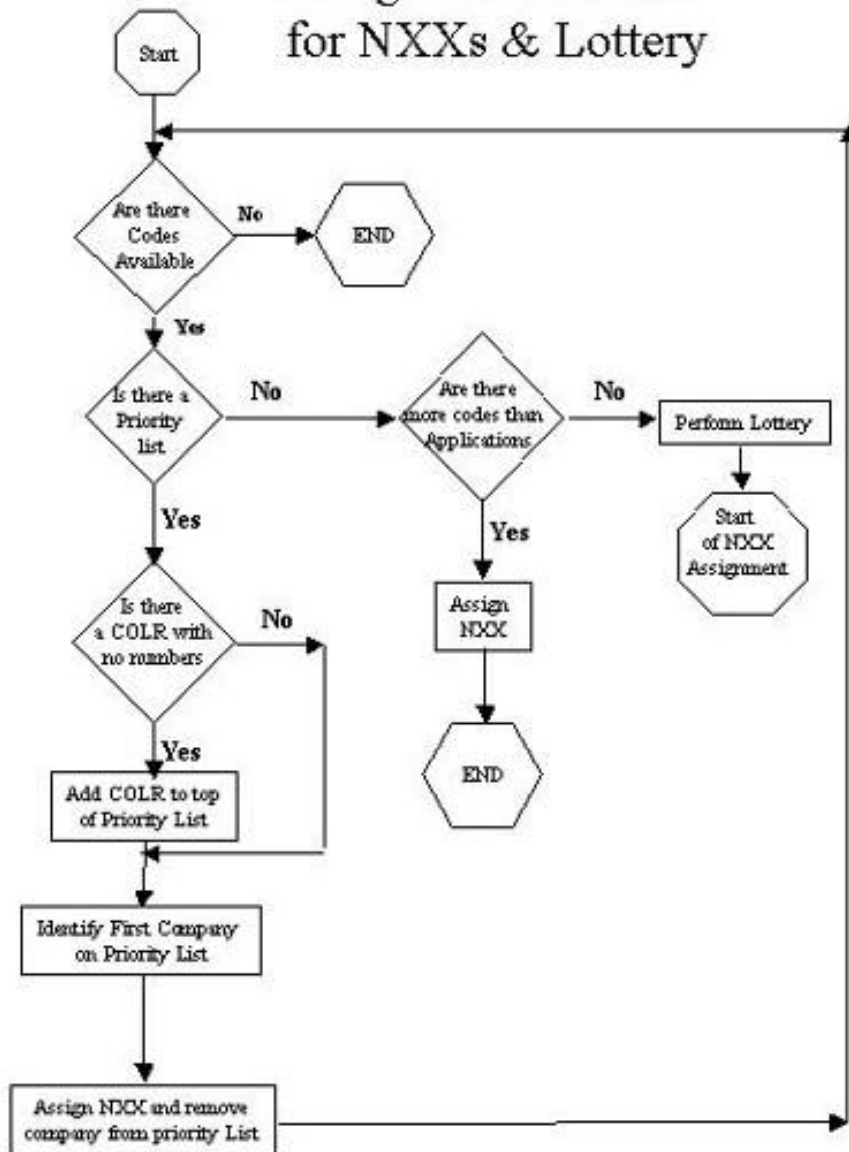 for NXXs & Lottery
Start
Are there
Codes
Available
No
END
Yes
Is there a
Priority
list
No
Are there
more codes than
Applications
No
Perform Lottery
Start
of NXX
Assignment
Yes
Assign
NXX
END
Yes
Is there
a COLR with
no numbers
No
Yes
Add COLR to top
of Priority List
Identify First Company
on Priority List
Assign NXX and remove
company from priority List